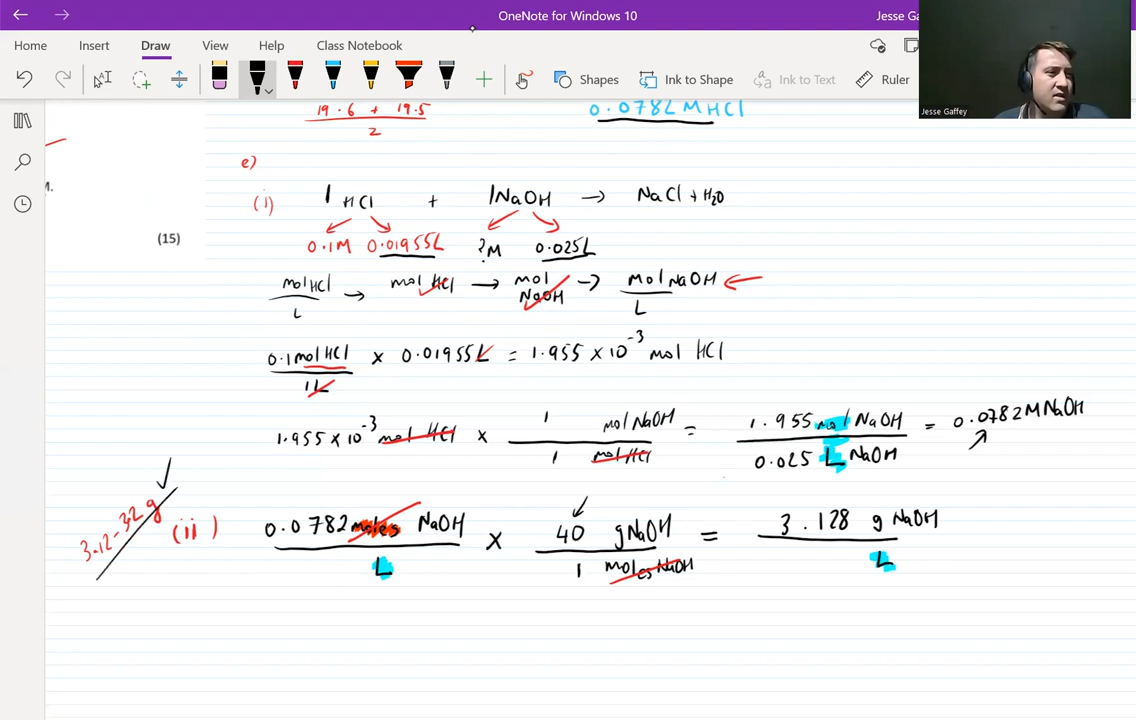 OneNote for Windows 10
Jesse Ga
Home Insert Draw View Help Class Notebook
Shapes Ink to Shape Ink to Text Ruler
Jesse Gaffey
19.6 + 19.5
2
0.0782 M HCl
M.
(15)
e)
(i) 1 HCl + 1NaOH → NaCl + H2O
0.1M 0.01955L ?M 0.025L
mol HCl → mol HCl → mol → mol NaOH
L NaOH L
0.1 mol HCl × 0.01955L = 1.955 × 10⁻³ mol HCl
1L
1.955 × 10⁻³ mol HCl × 1 mol NaOH = 1.955 mol NaOH = 0.0782 M NaOH
1 mol HCl 0.025 L NaOH
3.12 - 3.2 g
(ii) 0.0782 moles NaOH × 40 g NaOH = 3.128 g NaOH
L 1 moles NaOH L